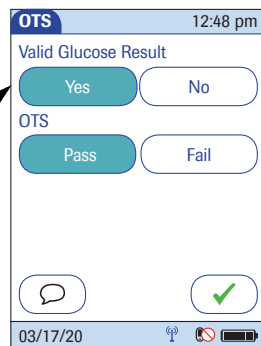 OTS 12:48 pm
Valid Glucose Result
Yes No
OTS
Pass Fail
03/17/20